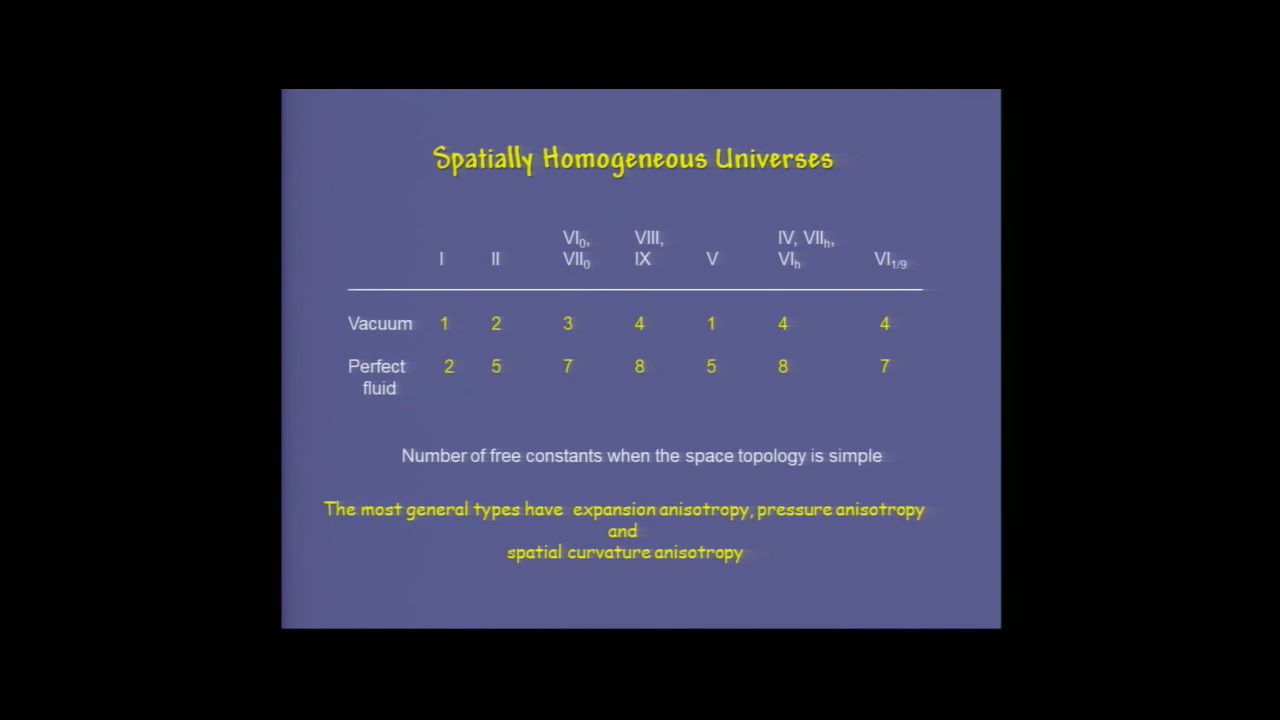 Spatially Homogeneous Universes
VI₀, VIII, IV, VIIₕ,
I II VII₀ IX V VIₕ VI₁/₉
Vacuum 1 2 3 4 1 4 4
Perfect 2 5 7 8 5 8 7
fluid
Number of free constants when the space topology is simple
The most general types have expansion anisotropy, pressure anisotropy
and
spatial curvature anisotropy